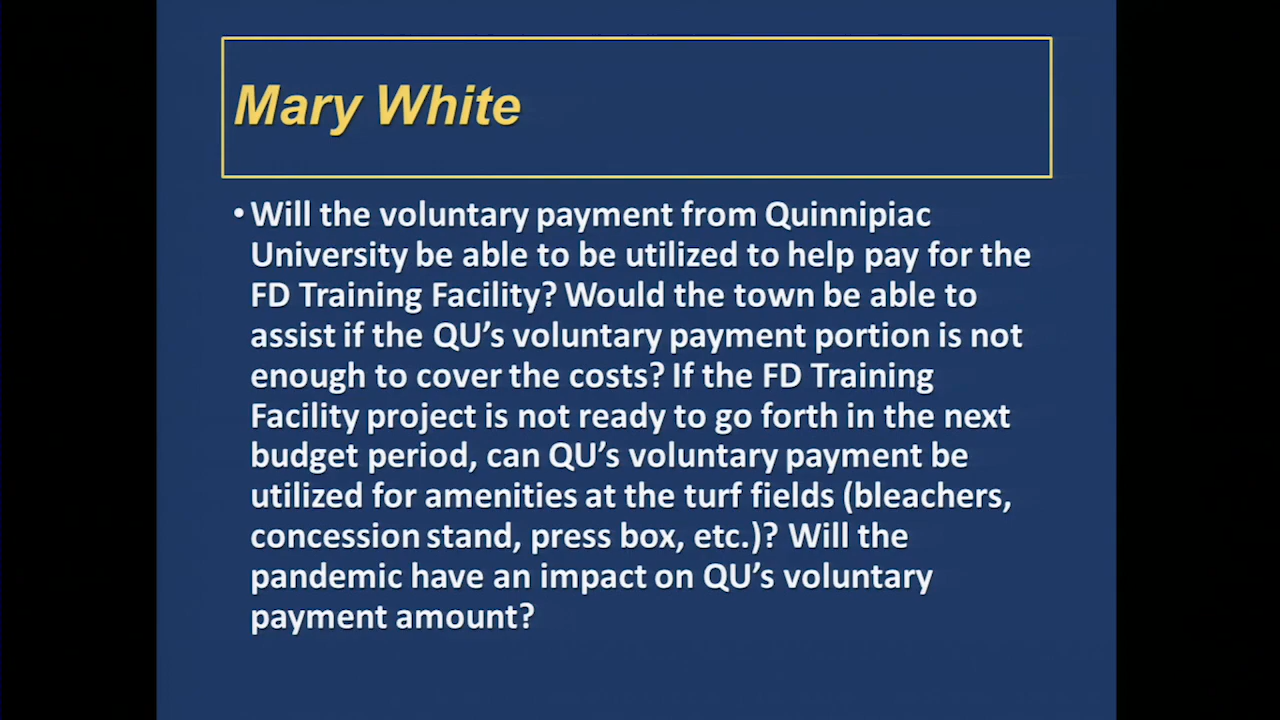 Mary White
• Will the voluntary payment from Quinnipiac
University be able to be utilized to help pay for the
FD Training Facility? Would the town be able to
assist if the QU’s voluntary payment portion is not
enough to cover the costs? If the FD Training
Facility project is not ready to go forth in the next
budget period, can QU’s voluntary payment be
utilized for amenities at the turf fields (bleachers,
concession stand, press box, etc.)? Will the
pandemic have an impact on QU’s voluntary
payment amount?